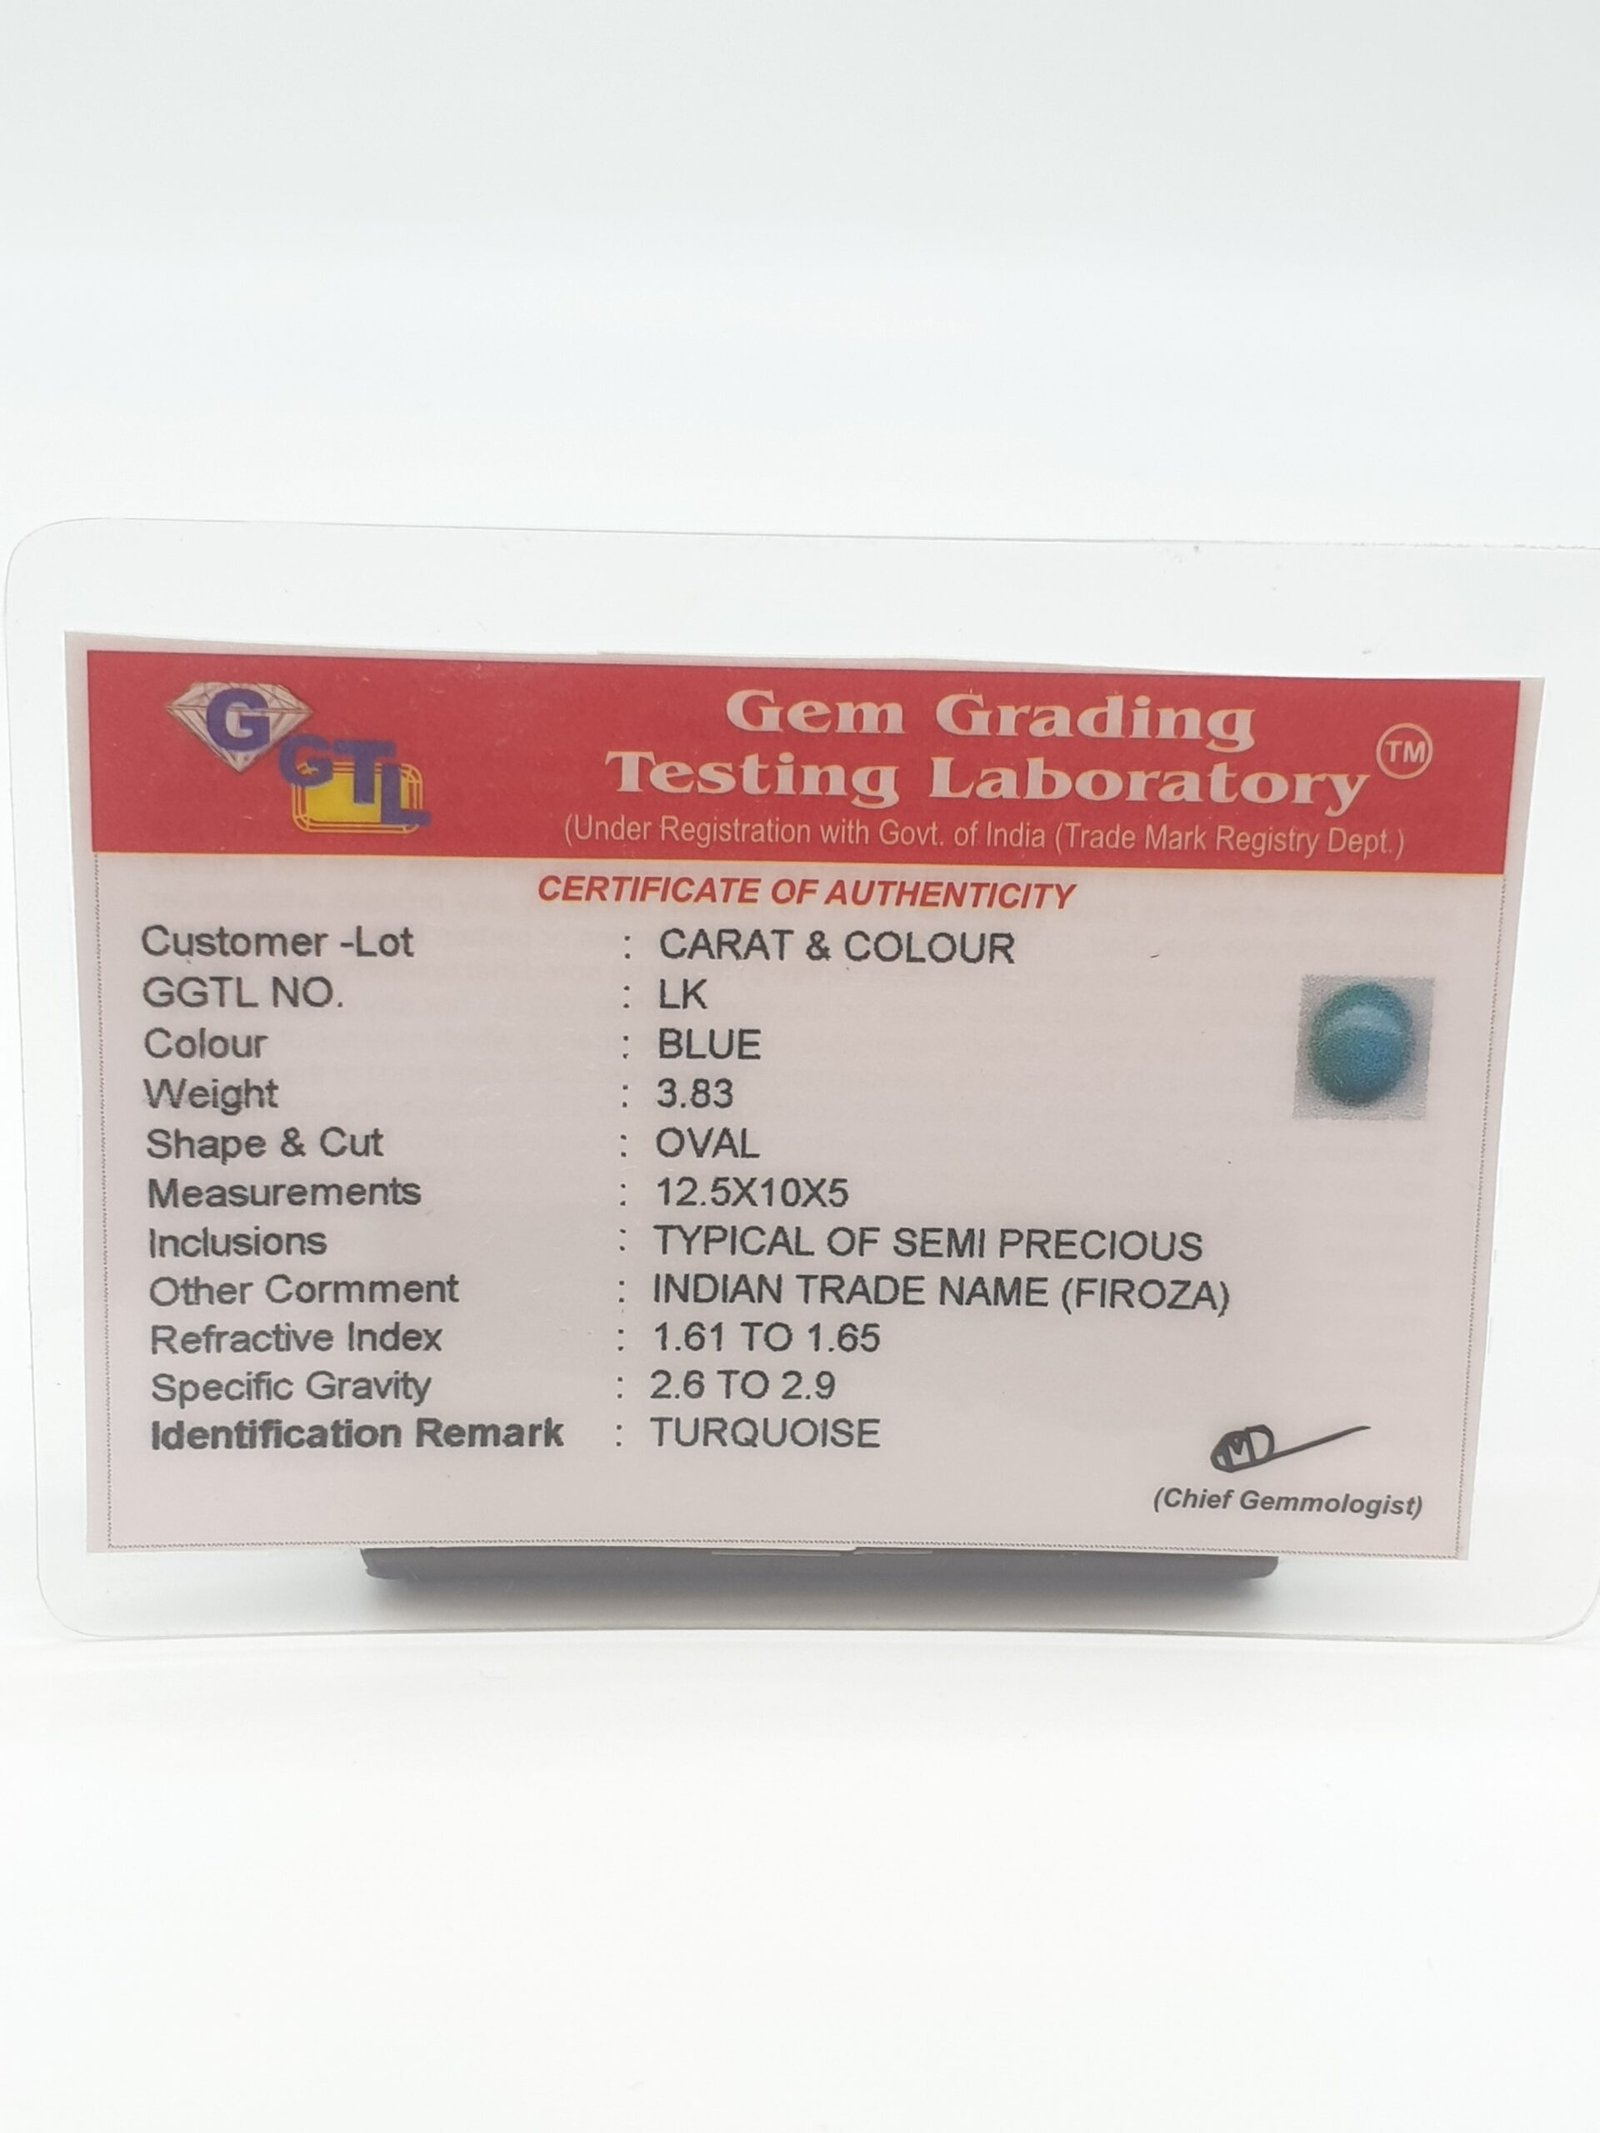 GGTL
Gem Grading
Testing Laboratory TM
(Under Registration with Govt. of India (Trade Mark Registry Dept.)
CERTIFICATE OF AUTHENTICITY
Customer -Lot : CARAT & COLOUR
GGTL NO. : LK
Colour : BLUE
Weight : 3.83
Shape & Cut : OVAL
Measurements : 12.5X10X5
Inclusions : TYPICAL OF SEMI PRECIOUS
Other Cormment : INDIAN TRADE NAME (FIROZA)
Refractive Index : 1.61 TO 1.65
Specific Gravity : 2.6 TO 2.9
Identification Remark : TURQUOISE
(Chief Gemmologist)